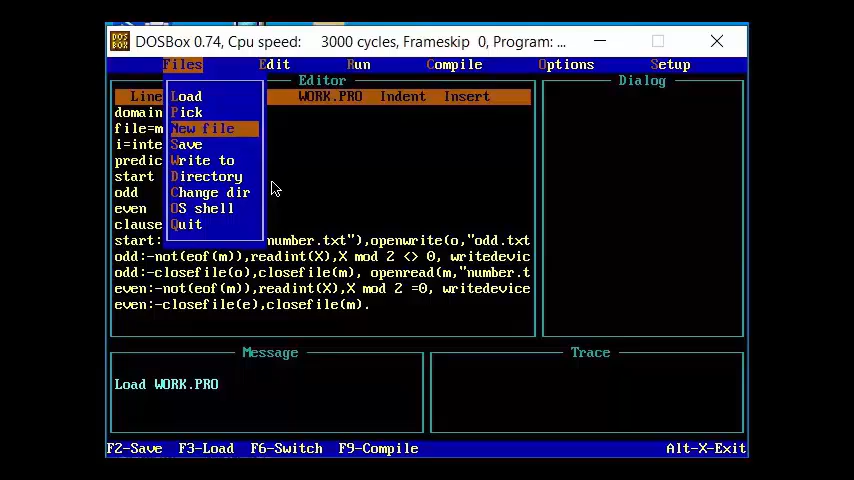 DOSBox 0.74, Cpu speed: 3000 cycles, Frameskip 0, Program: ...
Files Edit Run Compile Options Setup
Editor Dialog
Line WORK.PRO Indent Insert
Load
Pick
New file
Save
Write to
Directory
Change dir
OS shell
Quit
domain
file=m
i=inte
predic
start
odd
even
clause
start: number.txt"),openwrite(o,"odd.txt
odd:-not(eof(m)),readint(X),X mod 2 <> 0, writedevic
odd:-closefile(o),closefile(m), openread(m,"number.t
even:-not(eof(m)),readint(X),X mod 2 =0, writedevice
even:-closefile(e),closefile(m).
Message Trace
Load WORK.PRO
F2-Save F3-Load F6-Switch F9-Compile Alt-X-Exit